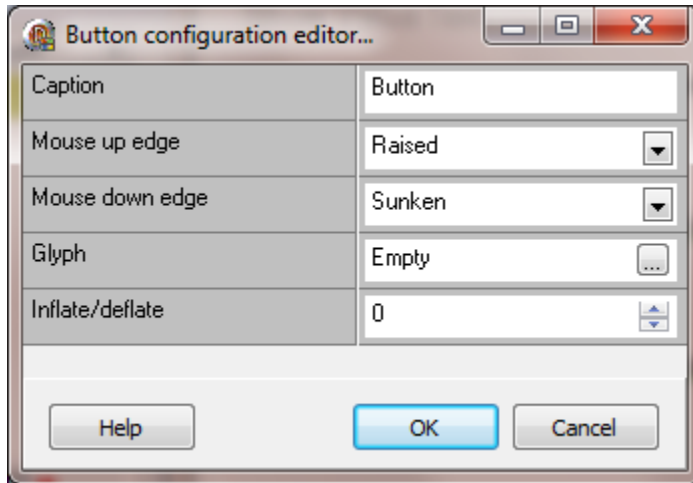 Button configuration editor...
Caption Button
Mouse up edge Raised
Mouse down edge Sunken
Glyph Empty
...
Inflate/deflate 0
Help OK Cancel